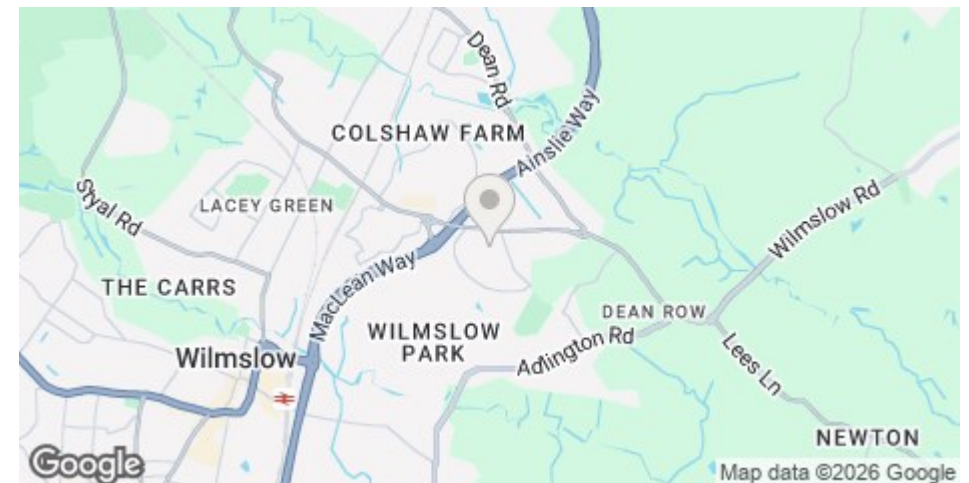 Dean Rd
COLSHAW FARM
Ainslie Way
LACEY GREEN
Styal Rd
Wilmslow Rd
MacLean Way
THE CARRS
DEAN ROW
WILMSLOW
PARK
Adlington Rd
Wilmslow
Lees Ln
NEWTON
Google
Map data ©2026 Google